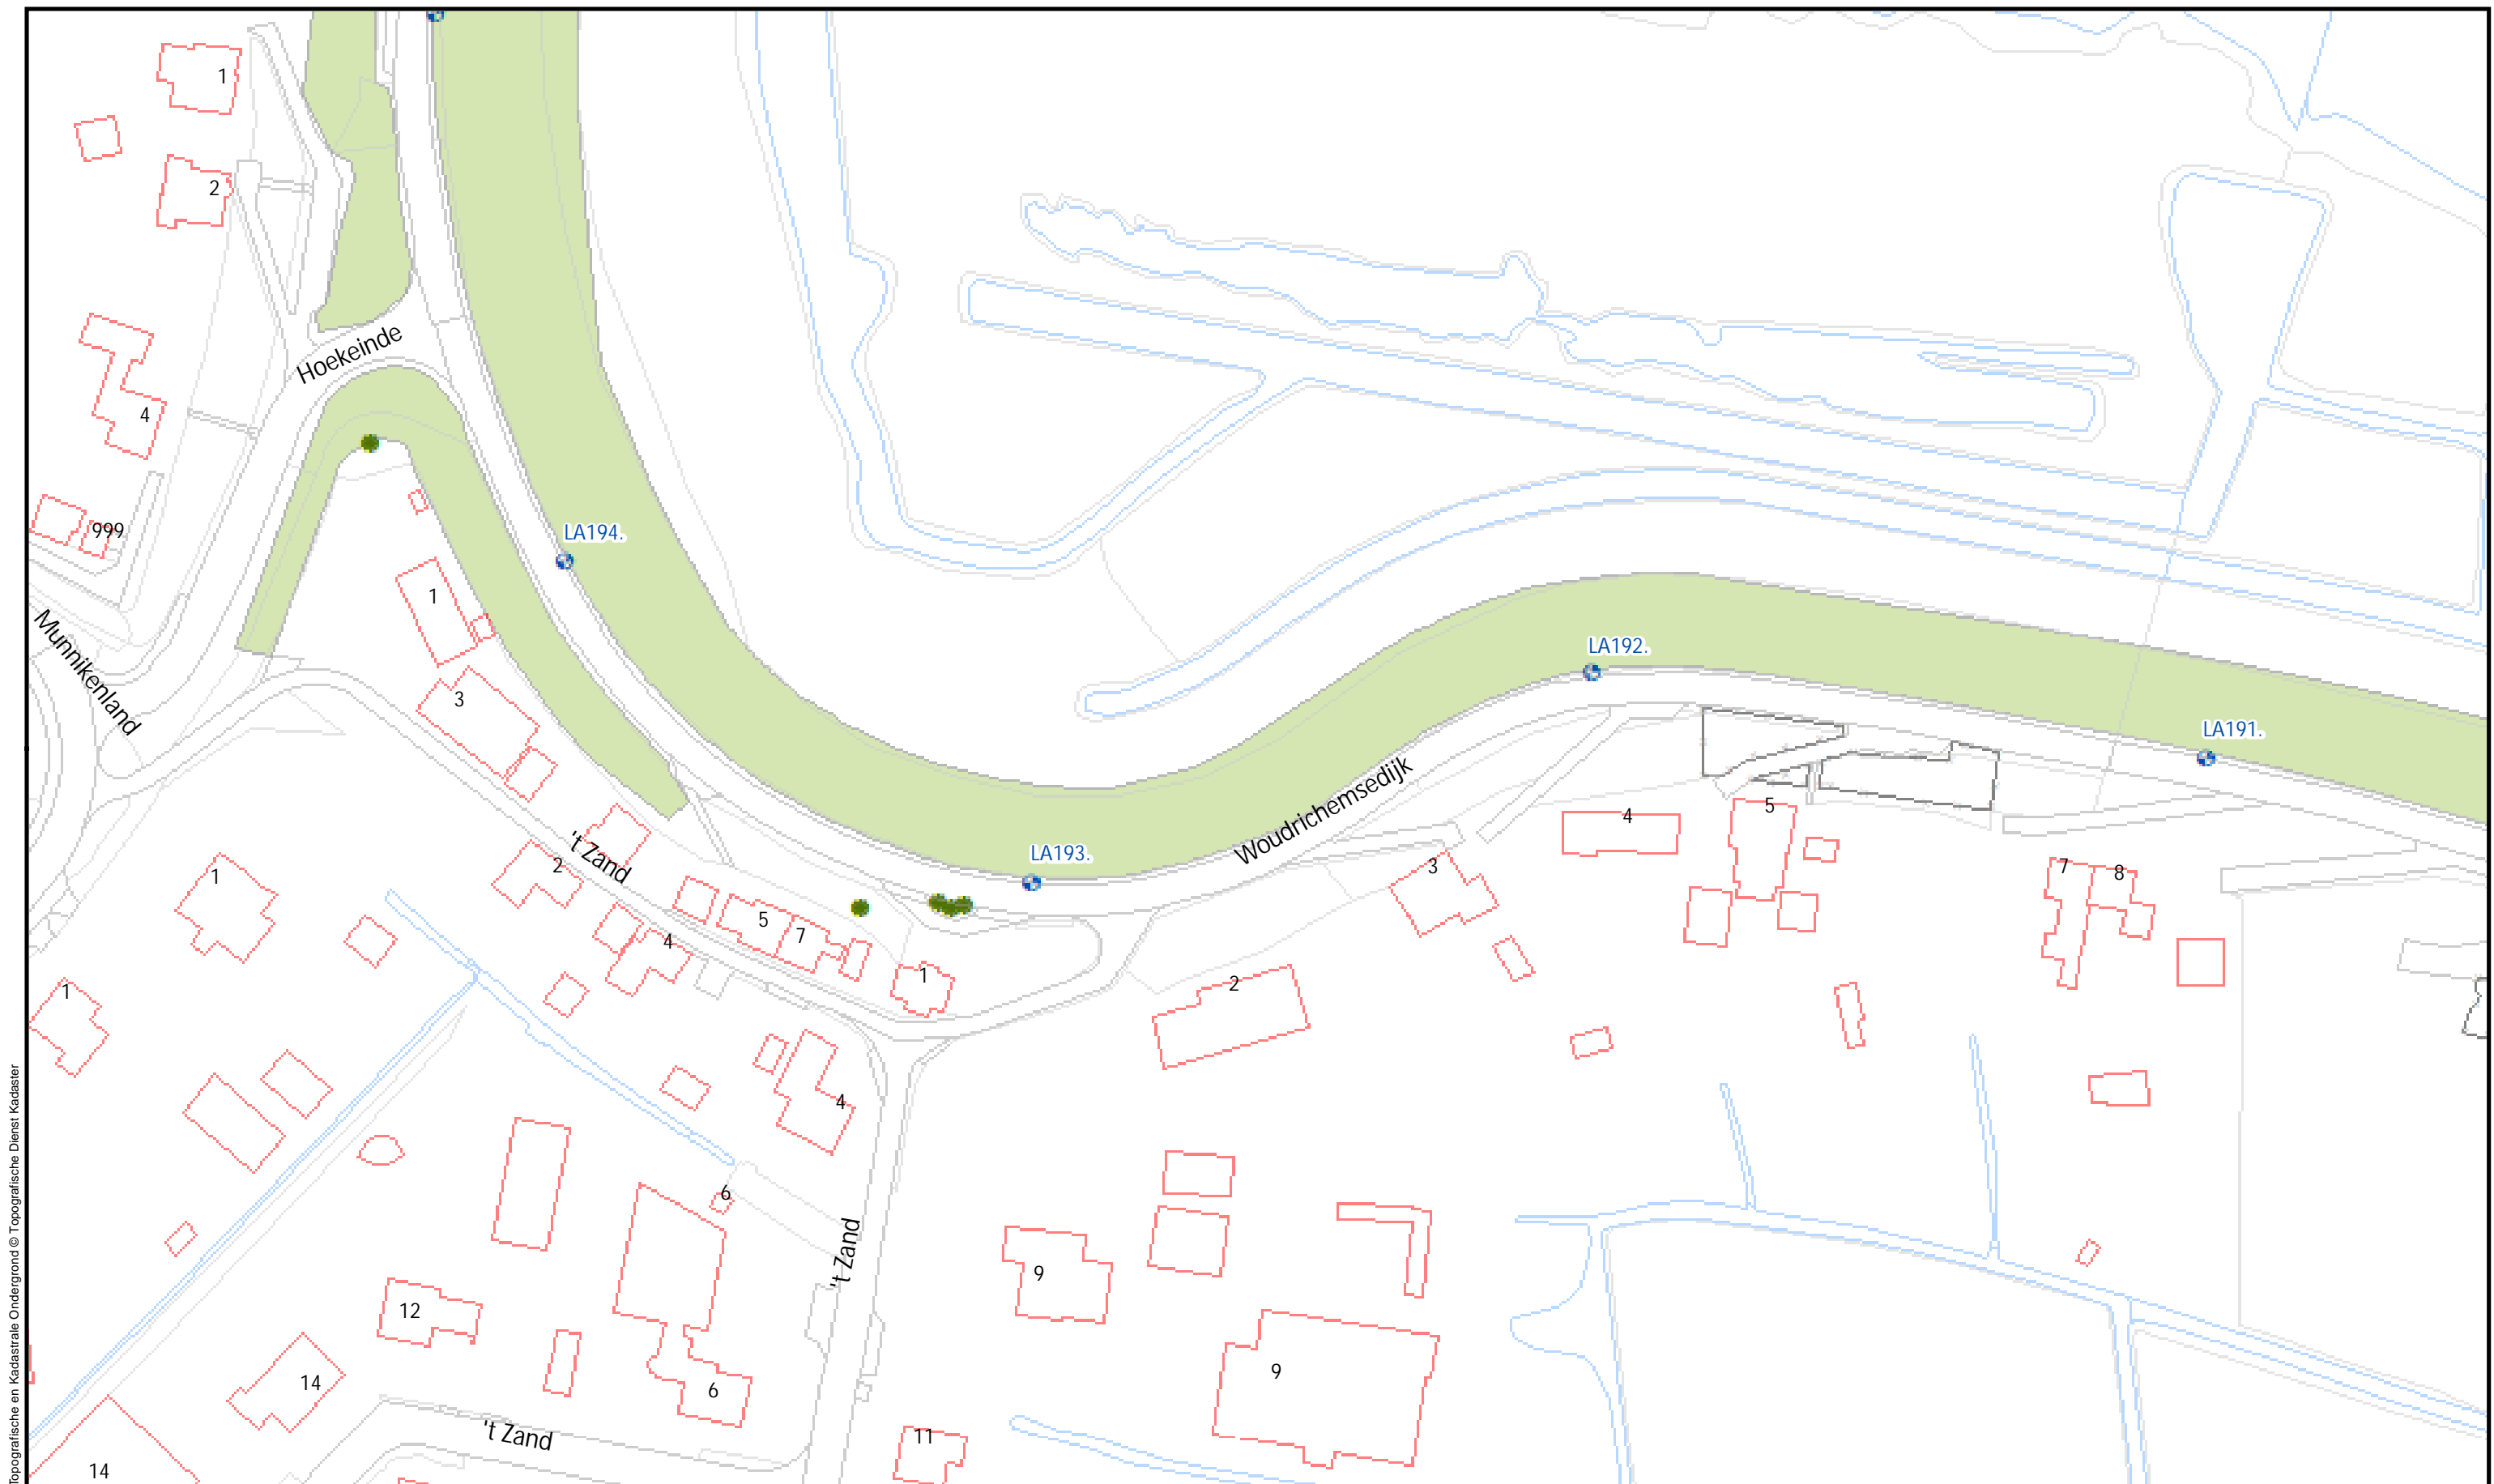 1
2
Hoekeinde
4
999
LA194.
1
Munnikenland
3
LA192.
LA191.
Woudrichemsedijk
't Zand
LA193.
4
5
7
8
3
2
1
5
7
4
1
1
2
4
6
't Zand
9
12
9
14
6
't Zand
11
14
Topografische en Kadastrale Ondergrond © Topografische Dienst Kadaster